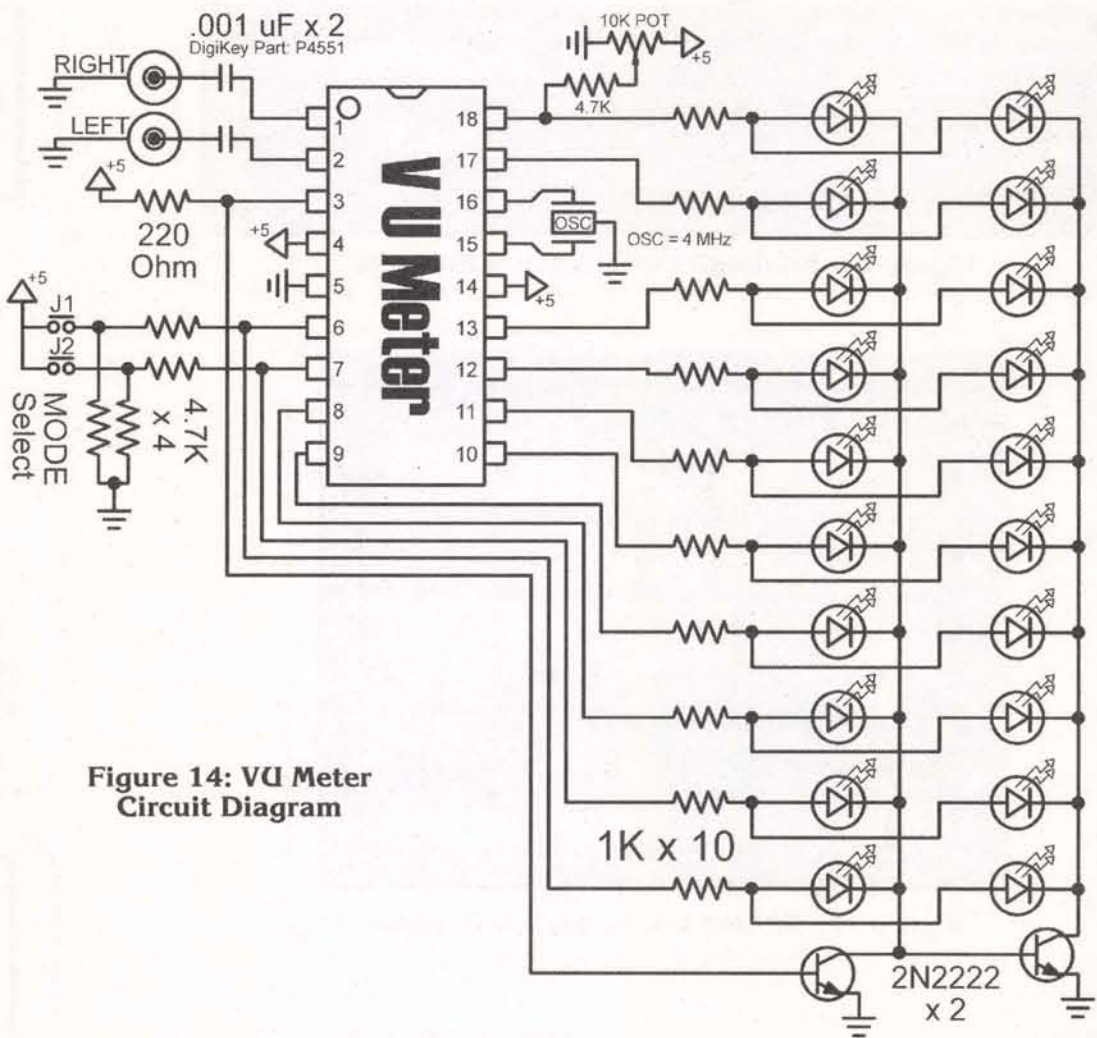 .001 uF x 2
DigiKey Part: P4551
RIGHT
LEFT
10K POT
+5
4.7K
+5
220
Ohm
+5
+5
J1
J2
MODE
Select
4.7K
x 4
1
2
3
4
5
6
7
8
9
VU Meter
18
17
16
15
14
13
12
11
10
OSC
OSC = 4 MHz
+5
Figure 14: VU Meter
Circuit Diagram
1K x 10
2N2222
x 2